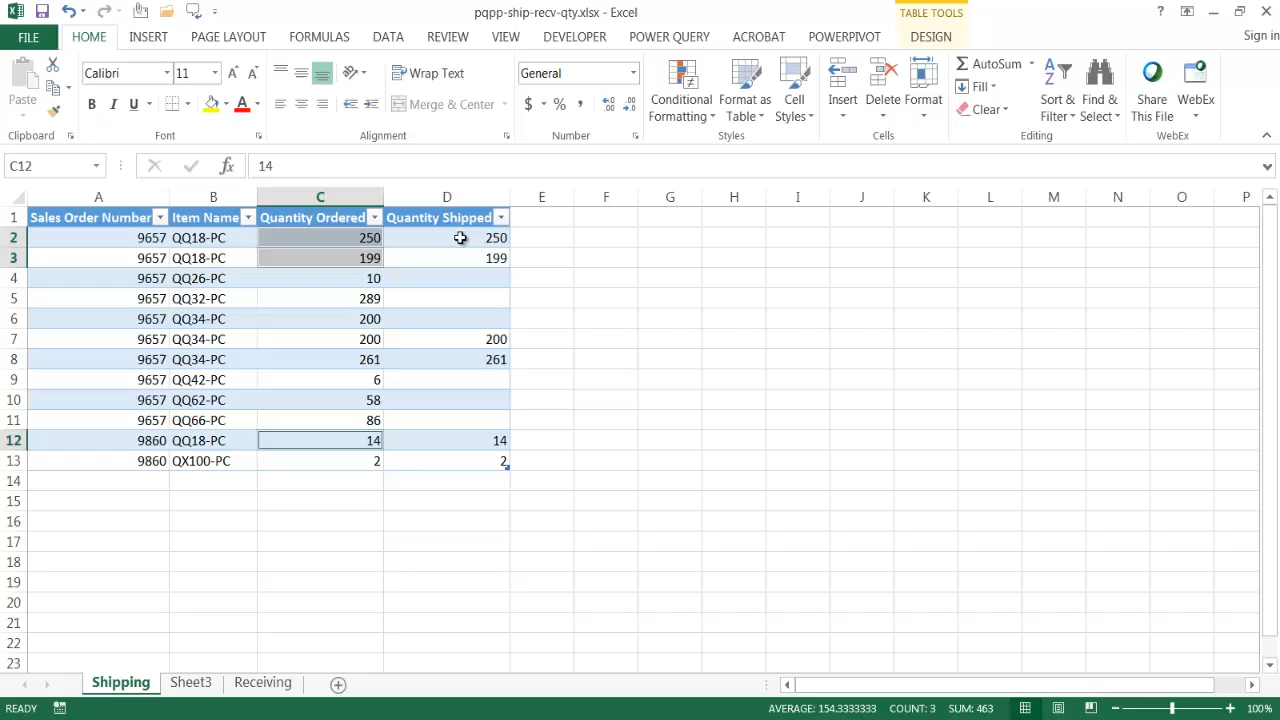 pqpp-ship-recv-qty.xlsx - Excel
TABLE TOOLS
Sign in
FILE HOME INSERT PAGE LAYOUT FORMULAS DATA REVIEW VIEW DEVELOPER POWER QUERY ACROBAT POWERPIVOT DESIGN
Paste
Clipboard
Calibri 11
B I U
Font
Wrap Text
Merge & Center
Alignment
General
$ % ,
Number
Conditional Formatting
Format as Table
Cell Styles
Styles
Insert Delete Format
Cells
AutoSum
Fill
Clear
Sort & Filter
Find & Select
Editing
Share This File
WebEx
WebEx
C12 fx 14
A B C D E F G H I J K L M N O P
1 Sales Order Number Item Name Quantity Ordered Quantity Shipped
2 9657 QQ18-PC 250 250
3 9657 QQ18-PC 199 199
4 9657 QQ26-PC 10
5 9657 QQ32-PC 289
6 9657 QQ34-PC 200
7 9657 QQ34-PC 200 200
8 9657 QQ34-PC 261 261
9 9657 QQ42-PC 6
10 9657 QQ62-PC 58
11 9657 QQ66-PC 86
12 9860 QQ18-PC 14 14
13 9860 QX100-PC 2 2
14
15
16
17
18
19
20
21
22
23
Shipping Sheet3 Receiving
READY AVERAGE: 154.3333333 COUNT: 3 SUM: 463 100%